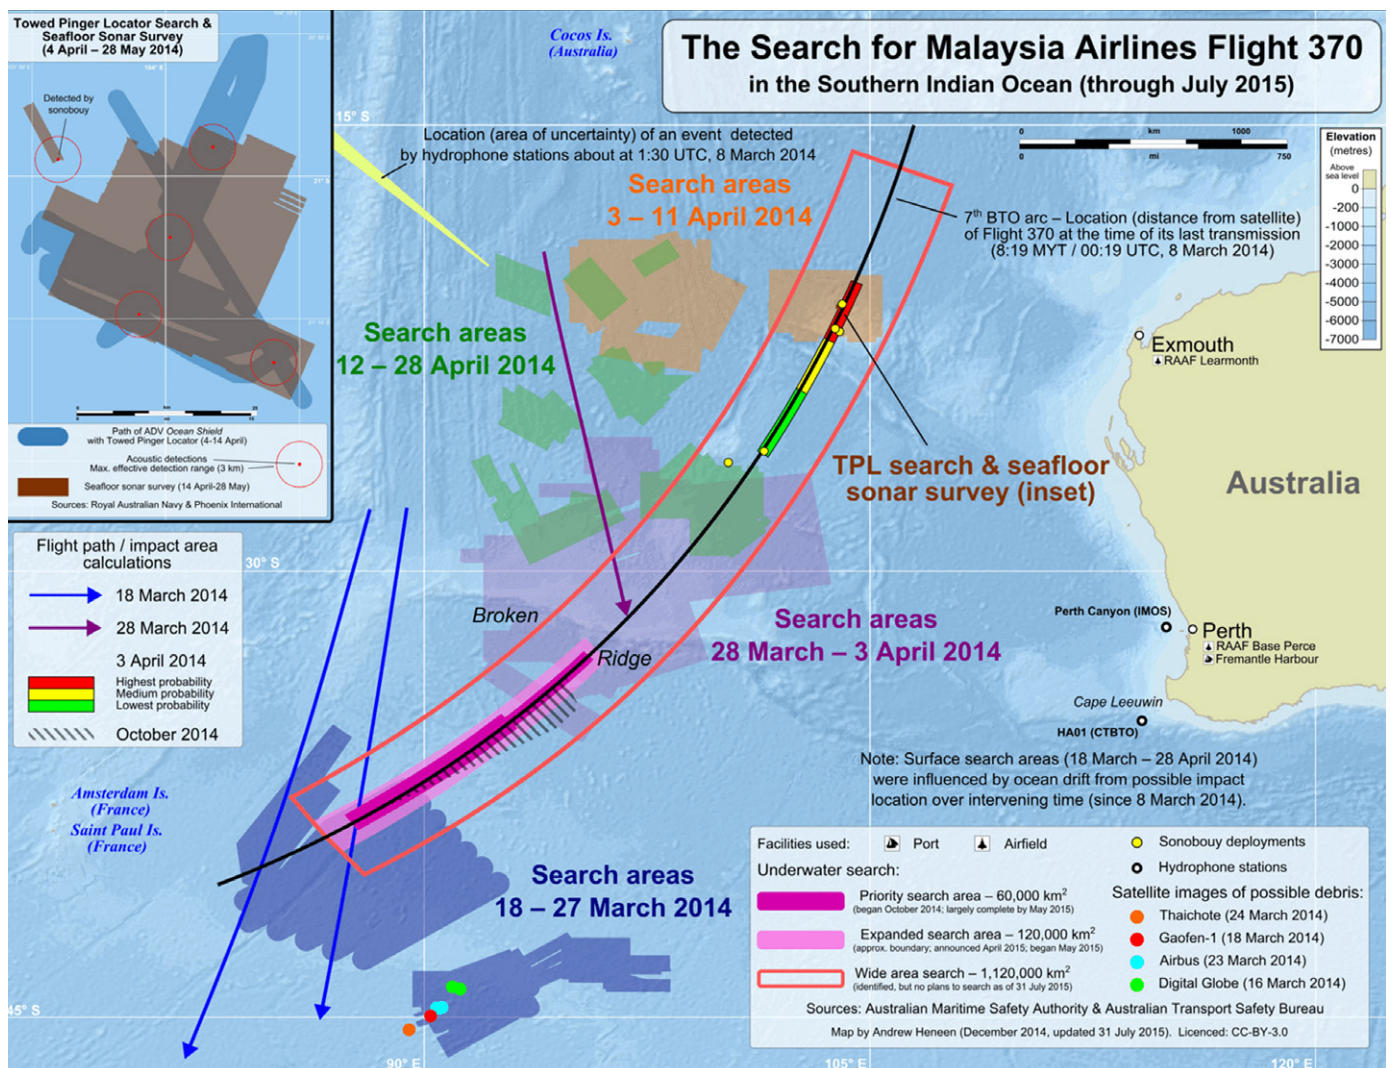 Towed Pinger Locator Search &
Seafloor Sonar Survey
(4 April – 28 May 2014)
104° E
Detected by
sonobouy
21° S
Path of ADV Ocean Shield
with Towed Pinger Locator (4-14 April)
Acoustic detections
Max. effective detection range (3 km)
Seafloor sonar survey (14 April-28 May)
Sources: Royal Australian Navy & Phoenix International
Flight path / impact area
calculations
18 March 2014
28 March 2014
3 April 2014
Highest probability
Medium probability
Lowest probability
October 2014
Cocos Is.
(Australia)
The Search for Malaysia Airlines Flight 370
in the Southern Indian Ocean (through July 2015)
15° S
Location (area of uncertainty) of an event detected
by hydrophone stations about at 1:30 UTC, 8 March 2014
0 km 1000
0 mi 750
Elevation
(metres)
Above
sea level
0
-200
-1000
-2000
-3000
-4000
-5000
-6000
-7000
Search areas
3 – 11 April 2014
7th BTO arc – Location (distance from satellite)
of Flight 370 at the time of its last transmission
(8:19 MYT / 00:19 UTC, 8 March 2014)
Search areas
12 – 28 April 2014
Exmouth
RAAF Learmonth
TPL search & seafloor
sonar survey (inset)
Australia
30° S
Broken
Ridge
Search areas
28 March – 3 April 2014
Perth Canyon (IMOS)
Perth
RAAF Base Perce
Fremantle Harbour
Cape Leeuwin
HA01 (CTBTO)
Note: Surface search areas (18 March – 28 April 2014)
were influenced by ocean drift from possible impact
location over intervening time (since 8 March 2014).
Amsterdam Is.
(France)
Saint Paul Is.
(France)
Search areas
18 – 27 March 2014
Facilities used: Port Airfield
Underwater search:
Priority search area – 60,000 km²
(began October 2014; largely complete by May 2015)
Expanded search area – 120,000 km²
(approx. boundary; announced April 2015; began May 2015)
Wide area search – 1,120,000 km²
(identified, but no plans to search as of 31 July 2015)
Sonobouy deployments
Hydrophone stations
Satellite images of possible debris:
Thaichote (24 March 2014)
Gaofen-1 (18 March 2014)
Airbus (23 March 2014)
Digital Globe (16 March 2014)
Sources: Australian Maritime Safety Authority & Australian Transport Safety Bureau
Map by Andrew Heneen (December 2014, updated 31 July 2015). Licenced: CC-BY-3.0
45° S
90° E
105° E
120° E